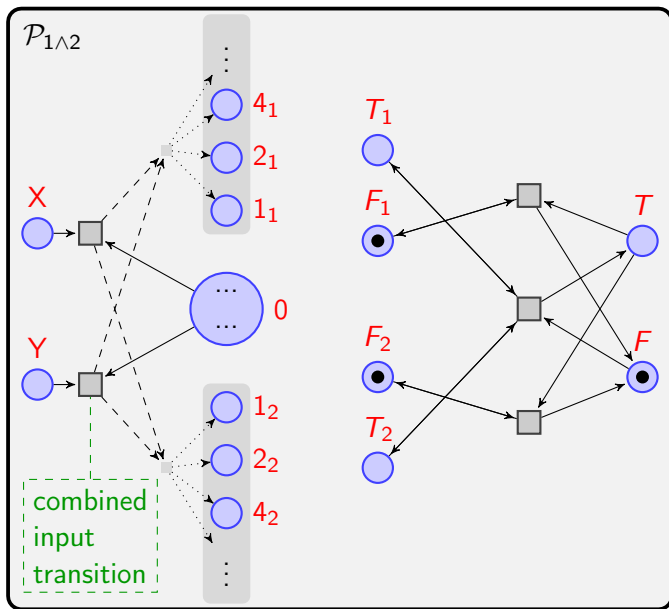 𝒫₁∧₂
⋮
4₁
2₁
1₁
X
Y
...
...
0
1₂
2₂
4₂
⋮
combined
input
transition
T₁
F₁
F₂
T₂
T
F